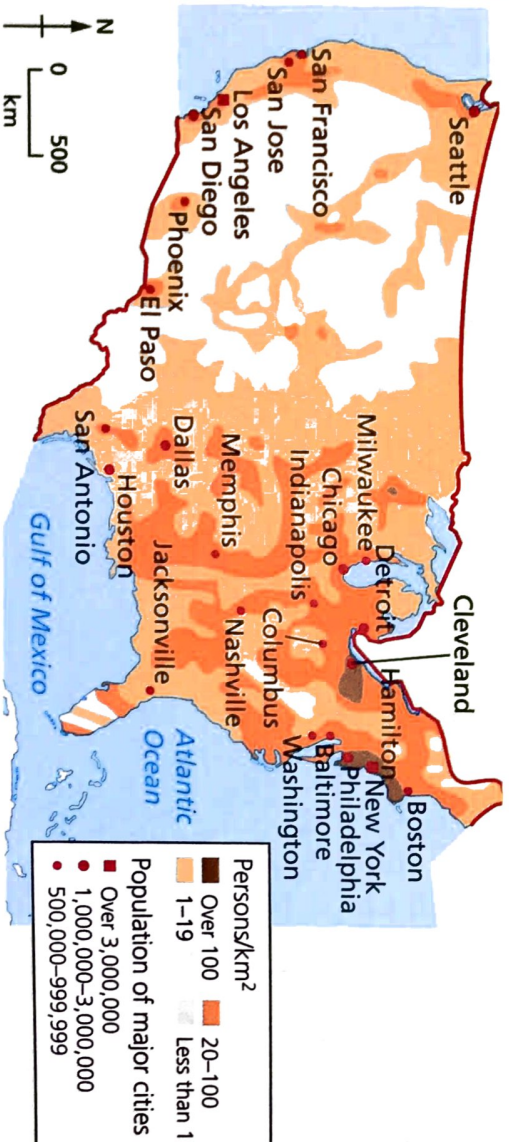 Seattle
San Francisco
San Jose
Los Angeles
San Diego
Phoenix
El Paso
San Antonio
Houston
Dallas
Memphis
Milwaukee
Chicago
Indianapolis
Detroit
Cleveland
Columbus
Nashville
Jacksonville
Hamilton
Boston
New York
Philadelphia
Baltimore
Washington
Gulf of Mexico
Atlantic
Ocean
N
0 500
km
Persons/km²
Over 100 20–100
1–19 Less than 1
Population of major cities
Over 3,000,000
1,000,000–3,000,000
500,000–999,999